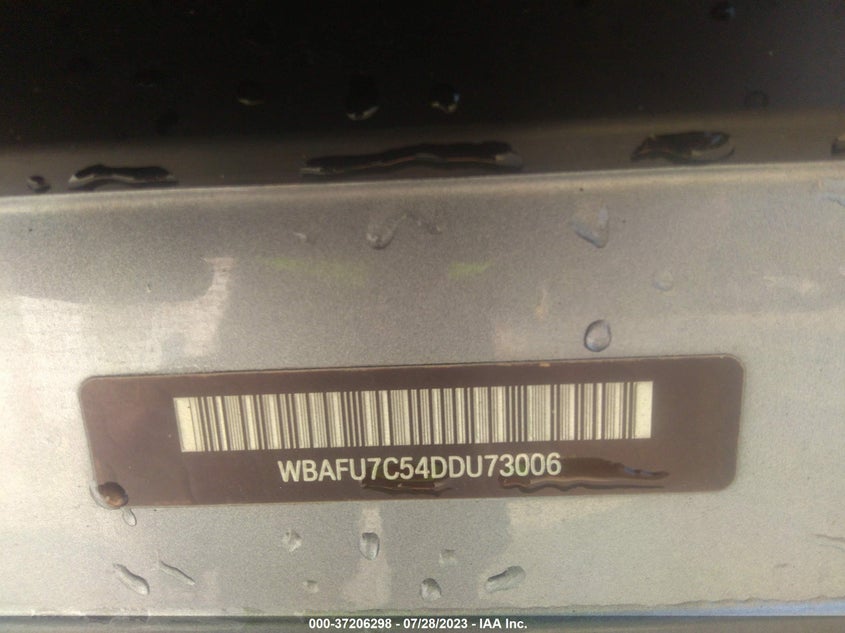 WBAFU7C54DDU73006
000-37206298 - 07/28/2023 - IAA Inc.